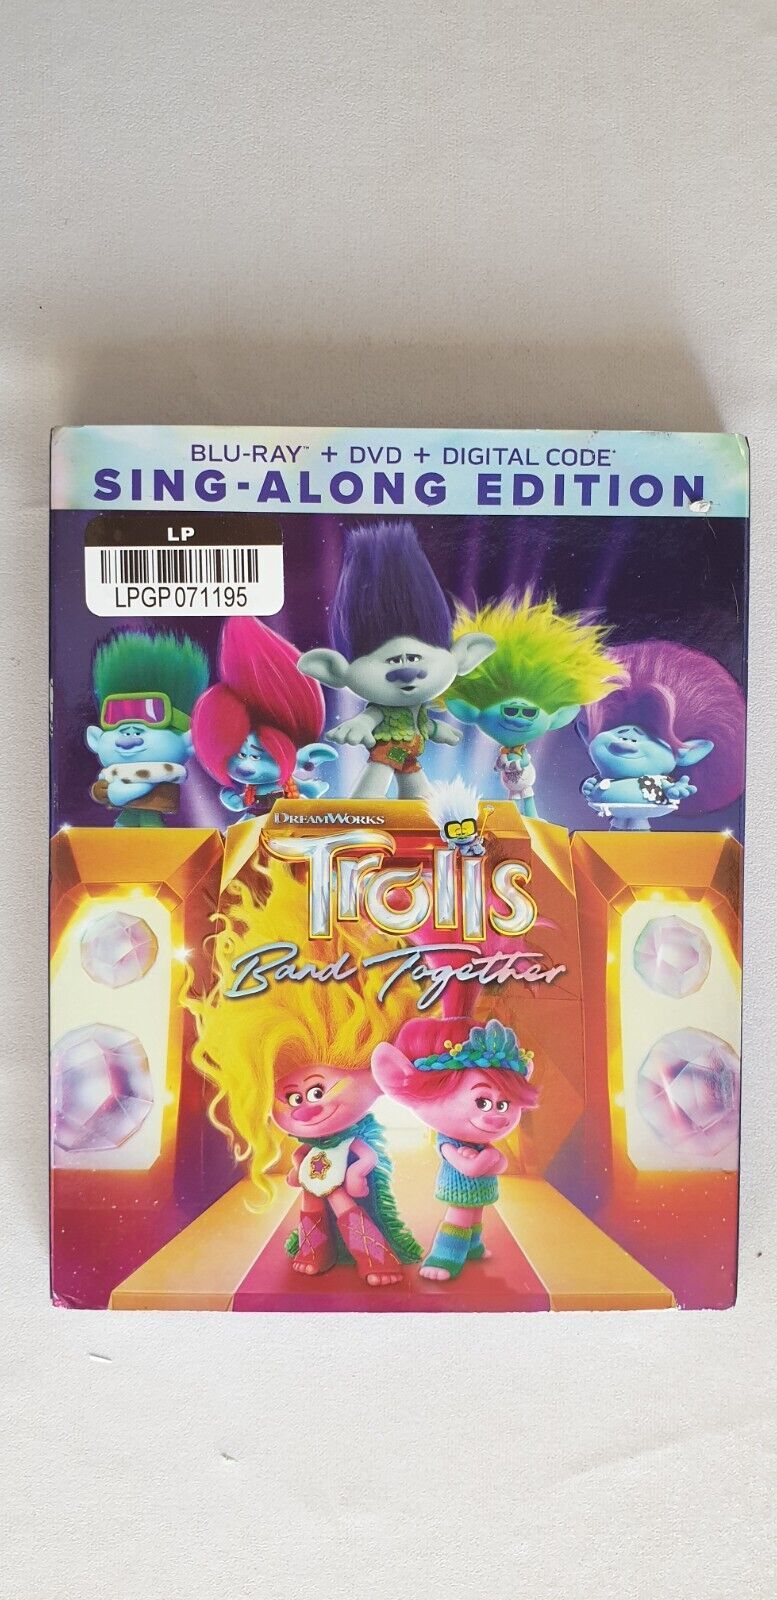 BLU-RAY™ + DVD + DIGITAL CODE*
SING-ALONG EDITION
LP
LPGP071195
DREAMWORKS
Trolls
Band Together